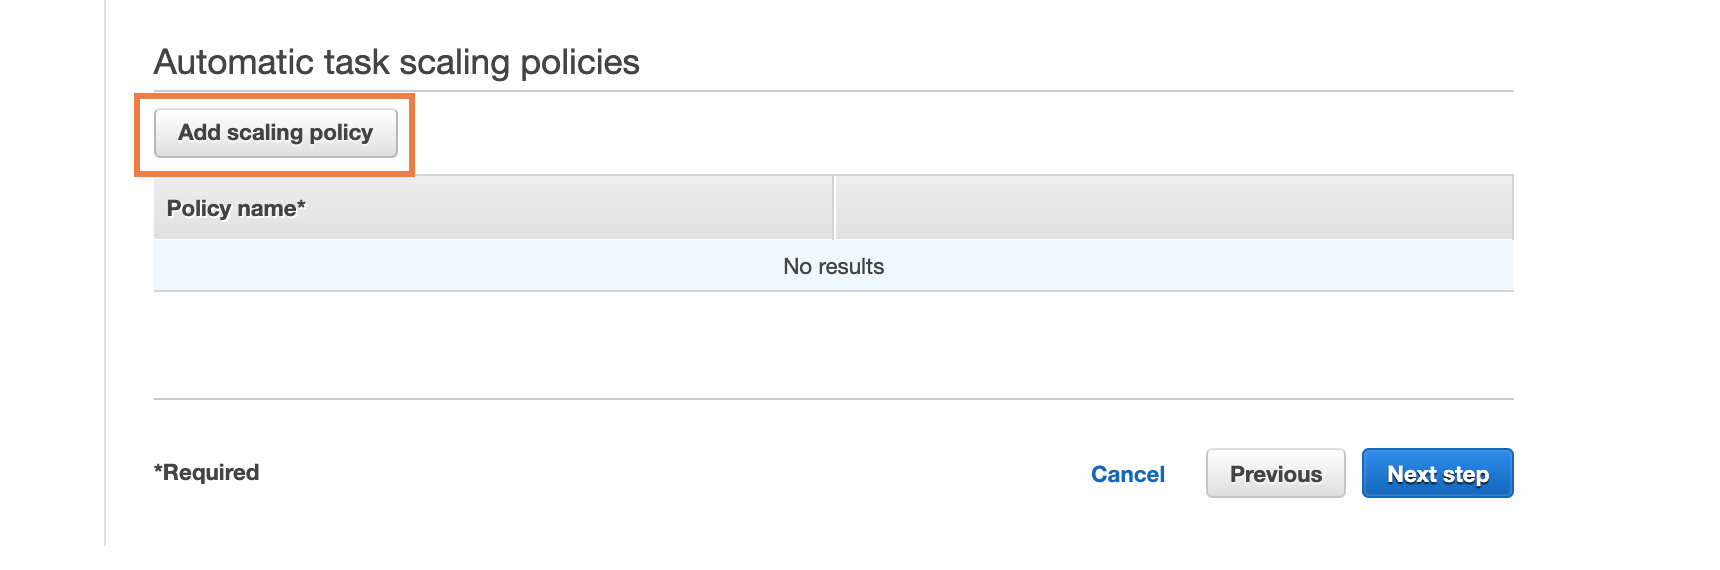 Automatic task scaling policies
Add scaling policy
Policy name*
No results
*Required
Cancel
Previous
Next step